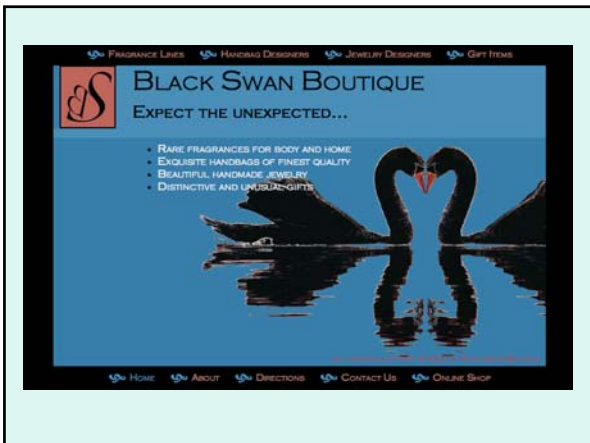 Fragrance Lines Handbag Designers Jewelry Designers Gift Items
Black Swan Boutique
Expect the unexpected...
• Rare fragrances for body and home
• Exquisite handbags of finest quality
• Beautiful handmade jewelry
• Distinctive and unusual gifts
Home About Directions Contact Us Online Shop